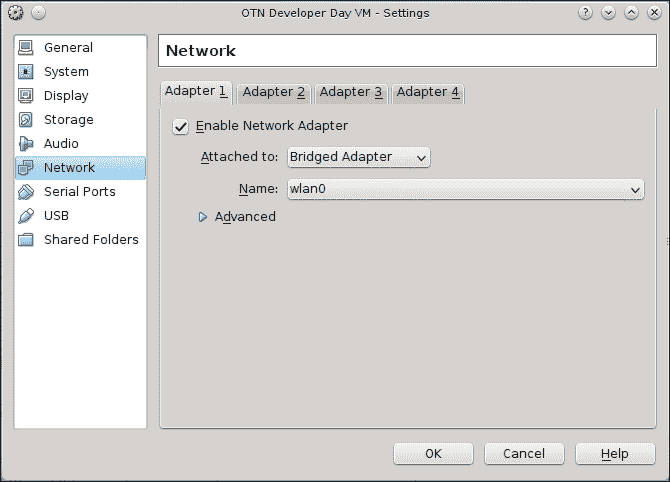 OTN Developer Day VM - Settings
General
System
Display
Storage
Audio
Network
Serial Ports
USB
Shared Folders
Network
Adapter 1 Adapter 2 Adapter 3 Adapter 4
Enable Network Adapter
Attached to: Bridged Adapter
Name: wlan0
Advanced
OK Cancel Help